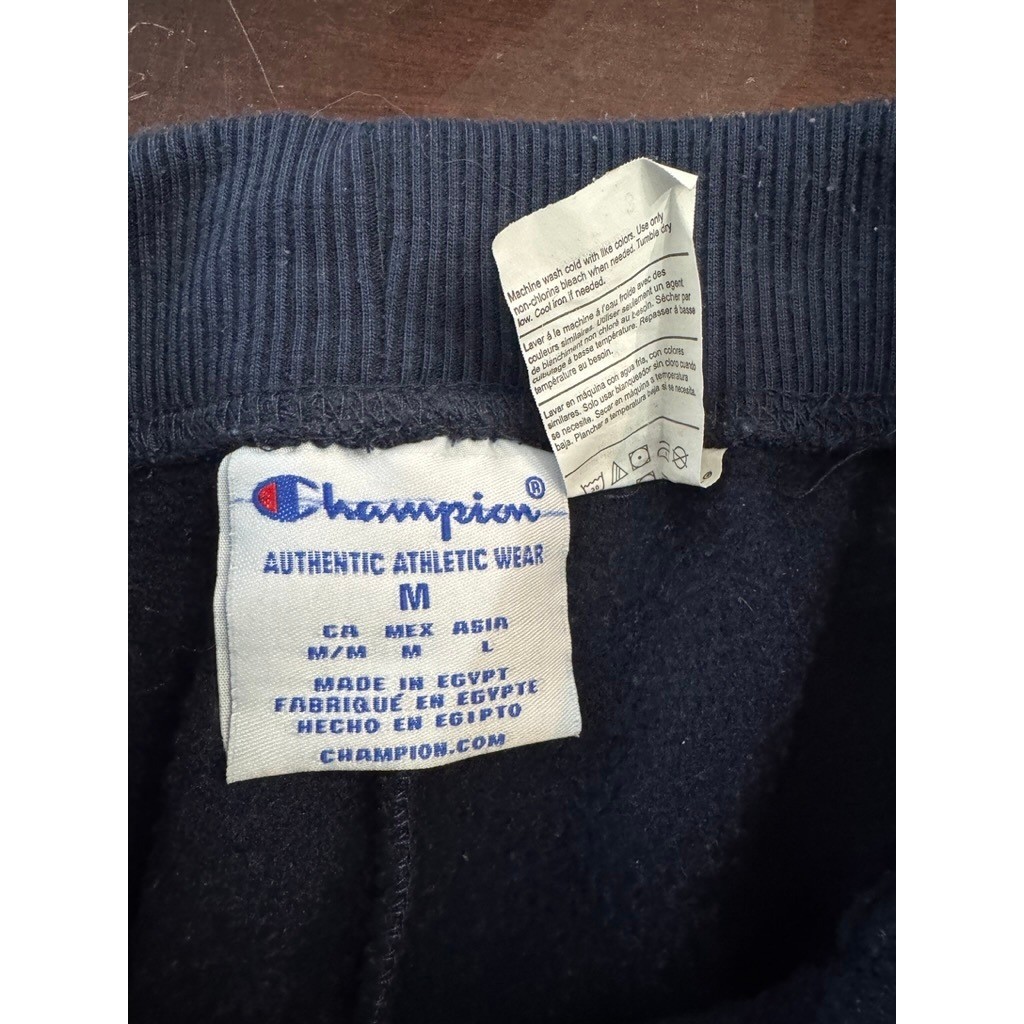 Machine wash cold with like colors. Use only
non-chlorina bleach when needed. Tumble dry
low. Cool iron if needed.
Laver à le machine à l'eau froide avec des
couleurs similaires. Utiliser seulement un agent
de blanchiment non chloré au besoin. Sécher par
culbutage à basse température. Repasser à basse
température au besoin.
Lavar en máquina con agua fria, con colores
similares. Solo usar blanqueador sin cloro cuando
se necesite. Secar en máquina a temperatura
baja. Planchar a temperatura baja si se necesita.
Champion®
AUTHENTIC ATHLETIC WEAR
M
CA MEX ASIA
M/M M L
MADE IN EGYPT
FABRIQUÉ EN EGYPTE
HECHO EN EGIPTO
CHAMPION.COM